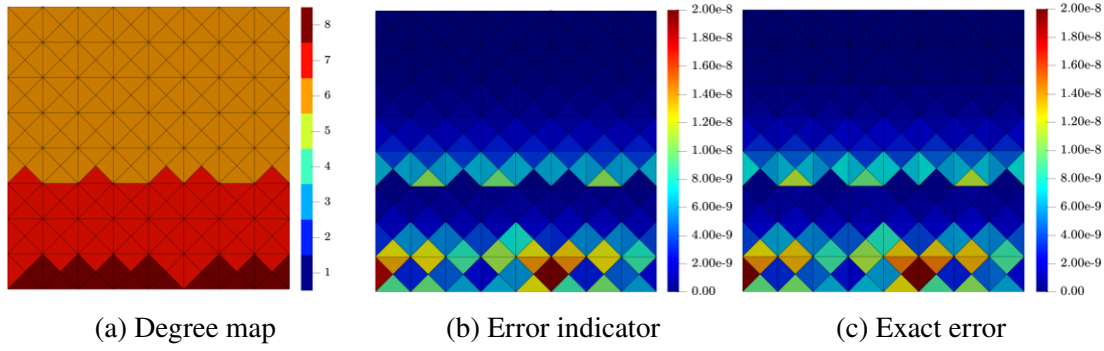 8
7
6
5
4
3
2
1
2.00e-8
1.80e-8
1.60e-8
1.40e-8
1.20e-8
1.00e-8
8.00e-9
6.00e-9
4.00e-9
2.00e-9
0.00
2.00e-8
1.80e-8
1.60e-8
1.40e-8
1.20e-8
1.00e-8
8.00e-9
6.00e-9
4.00e-9
2.00e-9
0.00
(a) Degree map
(b) Error indicator
(c) Exact error